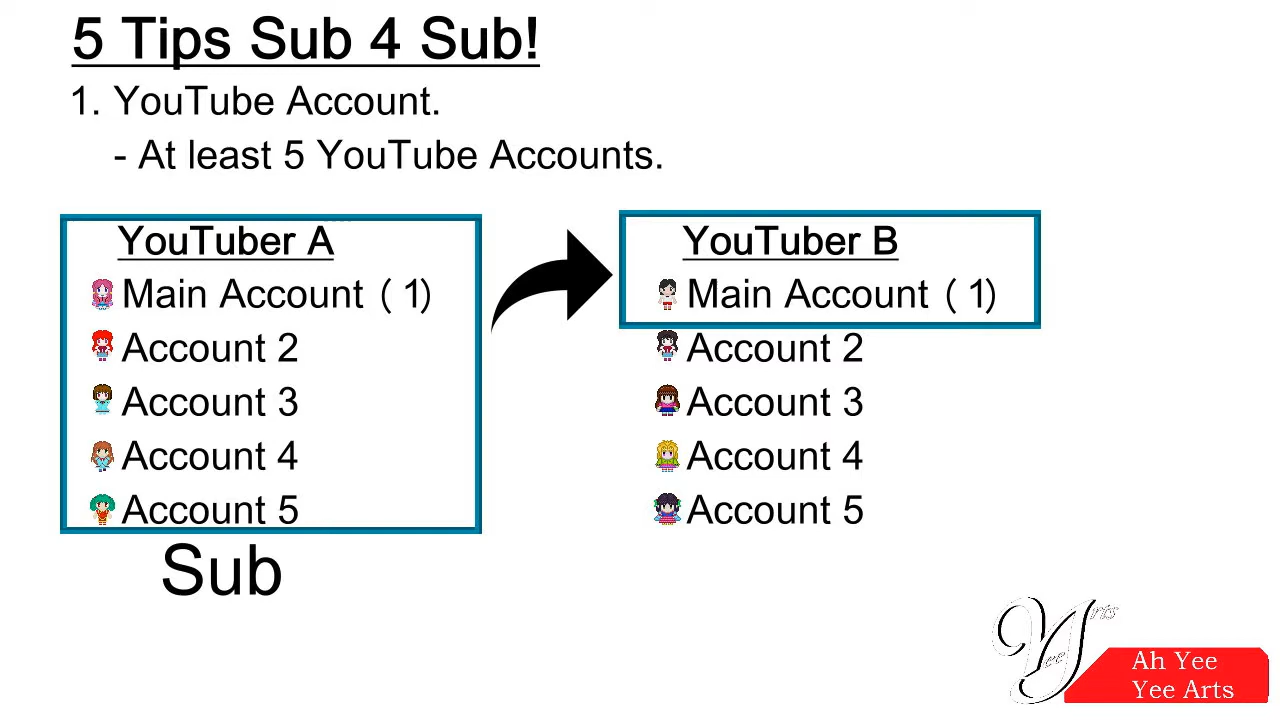 5 Tips Sub 4 Sub!
1. YouTube Account.
- At least 5 YouTube Accounts.
YouTuber A
Main Account (1)
Account 2
Account 3
Account 4
Account 5
Sub
YouTuber B
Main Account (1)
Account 2
Account 3
Account 4
Account 5
Yee Arts
Ah Yee
Yee Arts